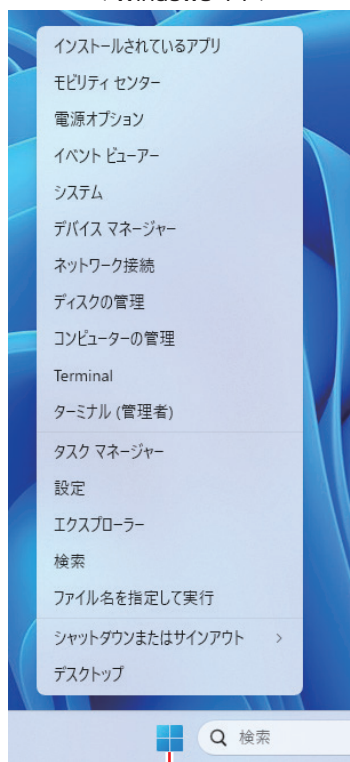 インストールされているアプリ
モビリティ センター
電源オプション
イベント ビューアー
システム
デバイス マネージャー
ネットワーク接続
ディスクの管理
コンピューターの管理
Terminal
ターミナル (管理者)
タスク マネージャー
設定
エクスプローラー
検索
ファイル名を指定して実行
シャットダウンまたはサインアウト
デスクトップ
検索